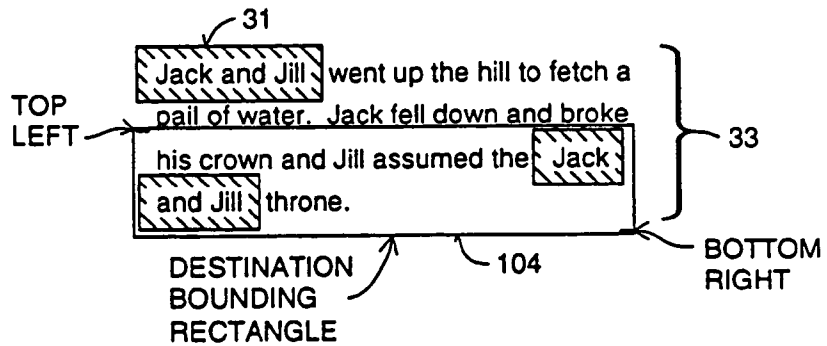 31
Jack and Jill went up the hill to fetch a
TOP
LEFT
pail of water. Jack fell down and broke
33
his crown and Jill assumed the Jack
and Jill throne.
DESTINATION
BOUNDING
RECTANGLE
104
BOTTOM
RIGHT